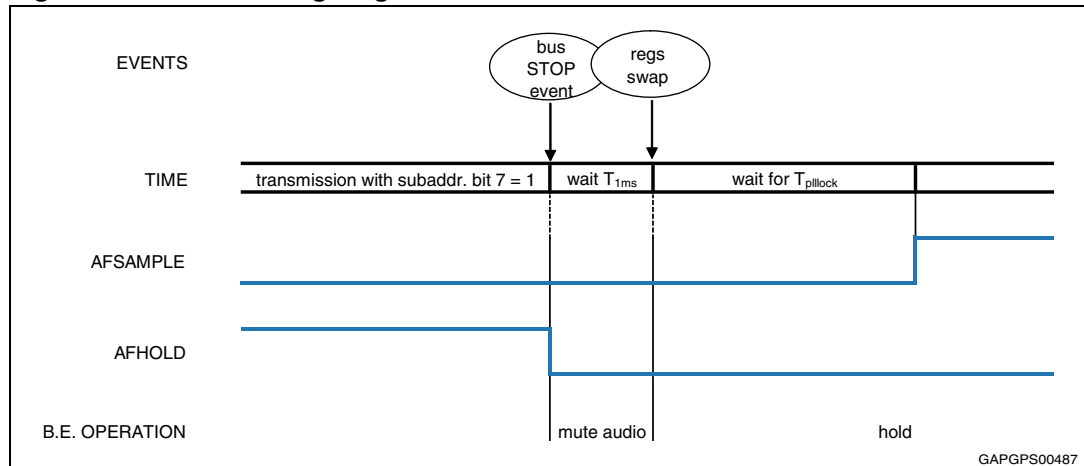 bus
STOP
event
regs
swap
EVENTS
TIME
transmission with subaddr. bit 7 = 1
wait T1ms
wait for Tplllock
AFSAMPLE
AFHOLD
B.E. OPERATION
mute audio
hold
GAPGPS00487